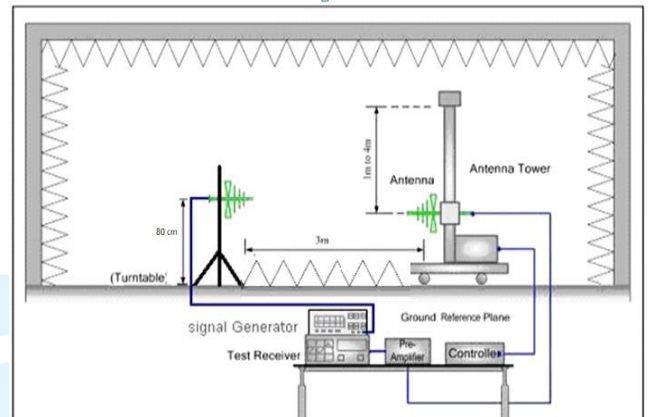 1m to 4m
Antenna
Antenna Tower
80 cm
3m
(Turntable)
signal Generator
Ground Reference Plane
Test Receiver
Pre-
Amplifier
Controller